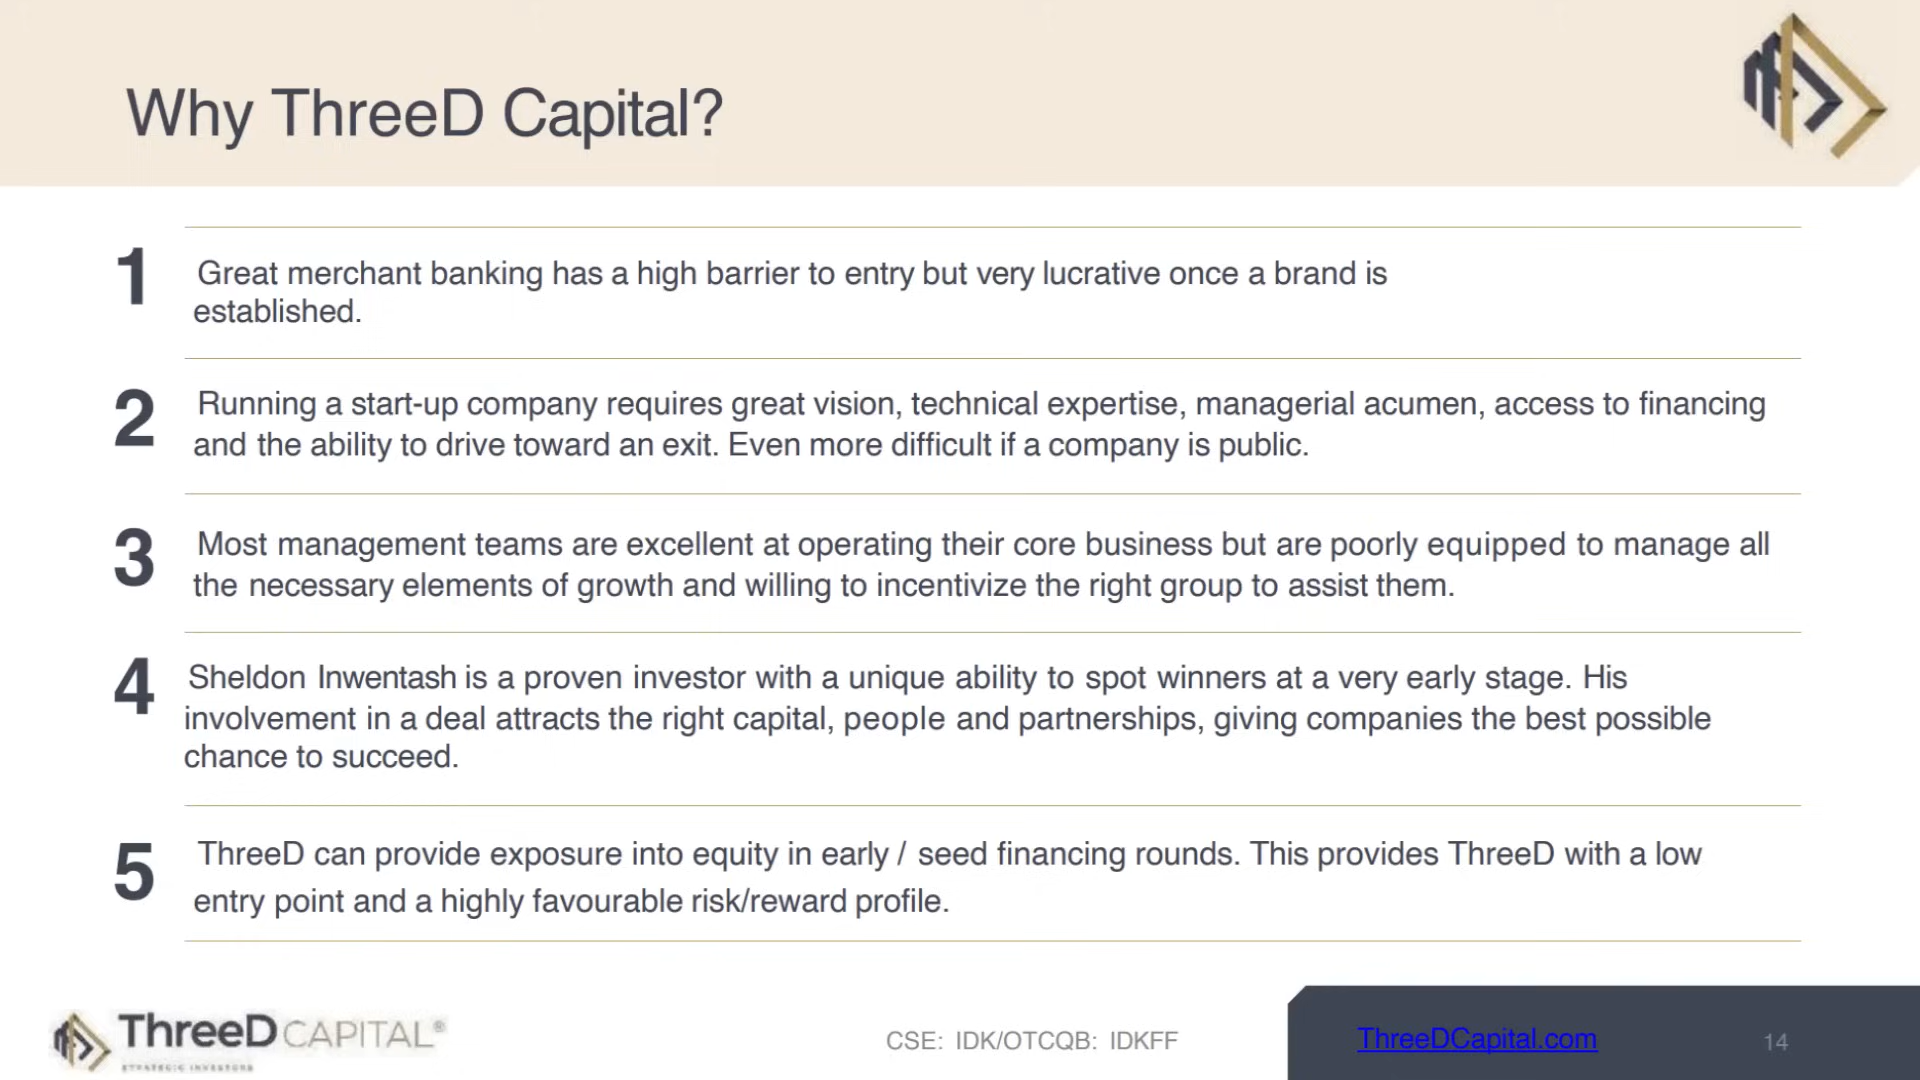 Why ThreeD Capital?
1
Great merchant banking has a high barrier to entry but very lucrative once a brand is
established.
2
Running a start-up company requires great vision, technical expertise, managerial acumen, access to financing
and the ability to drive toward an exit. Even more difficult if a company is public.
3
Most management teams are excellent at operating their core business but are poorly equipped to manage all
the necessary elements of growth and willing to incentivize the right group to assist them.
4
Sheldon Inwentash is a proven investor with a unique ability to spot winners at a very early stage. His
involvement in a deal attracts the right capital, people and partnerships, giving companies the best possible
chance to succeed.
5
ThreeD can provide exposure into equity in early / seed financing rounds. This provides ThreeD with a low
entry point and a highly favourable risk/reward profile.
ThreeD CAPITAL®
STRATEGIC INVESTORS
CSE: IDK/OTCQB: IDKFF
ThreeDCapital.com
14